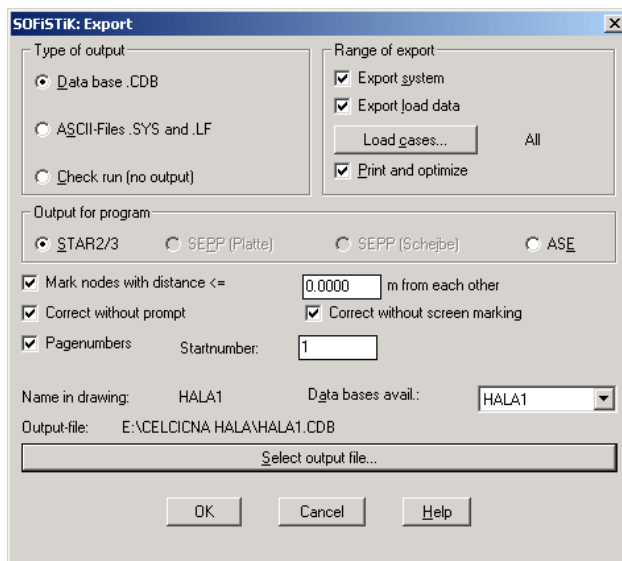 SOFiSTiK: Export
Type of output
Data base .CDB
ASCII-Files .SYS and .LF
Check run (no output)
Range of export
Export system
Export load data
Load cases... All
Print and optimize
Output for program
STAR2/3 SEPP (Platte) SEPP (Schejbe) ASE
Mark nodes with distance <= 0.0000 m from each other
Correct without prompt Correct without screen marking
Pagenumbers Startnumber: 1
Name in drawing: HALA1 Data bases avail.: HALA1
Output-file: E:\CELCICNA HALA\HALA1.CDB
Select output file...
OK Cancel Help